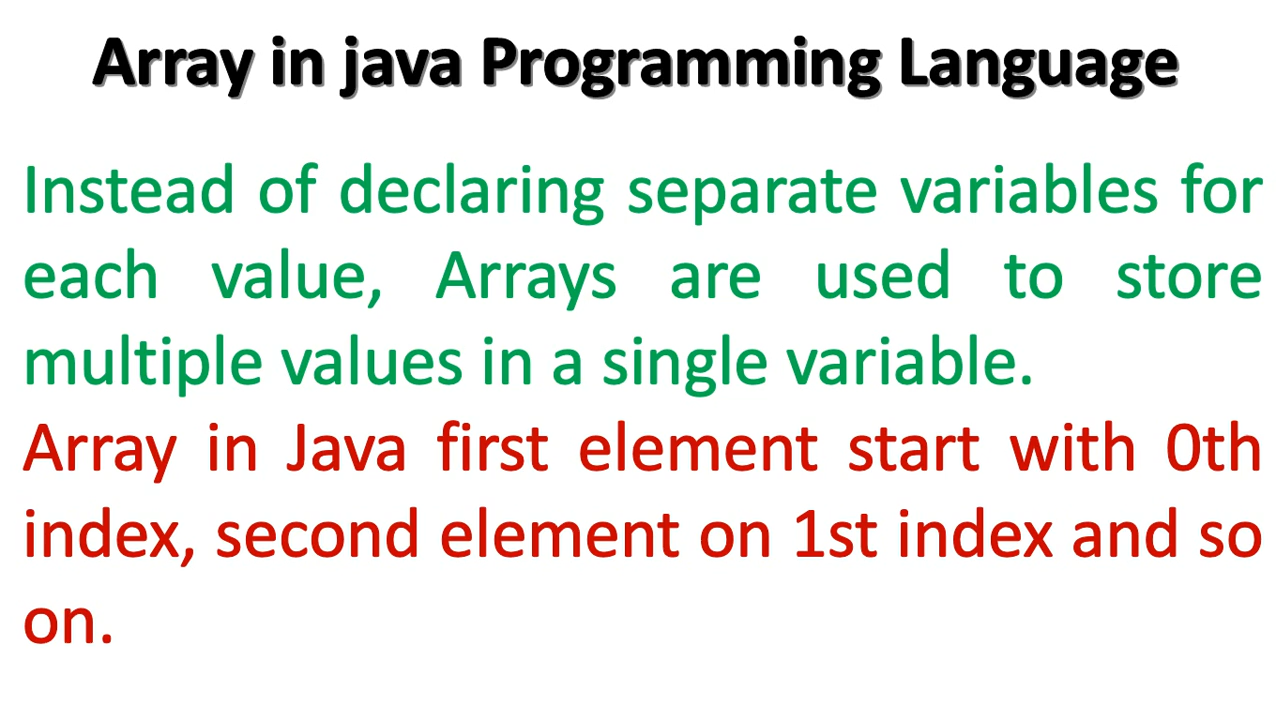 Array in java Programming Language
Instead of declaring separate variables for
each value, Arrays are used to store
multiple values in a single variable.
Array in Java first element start with 0th
index, second element on 1st index and so
on.